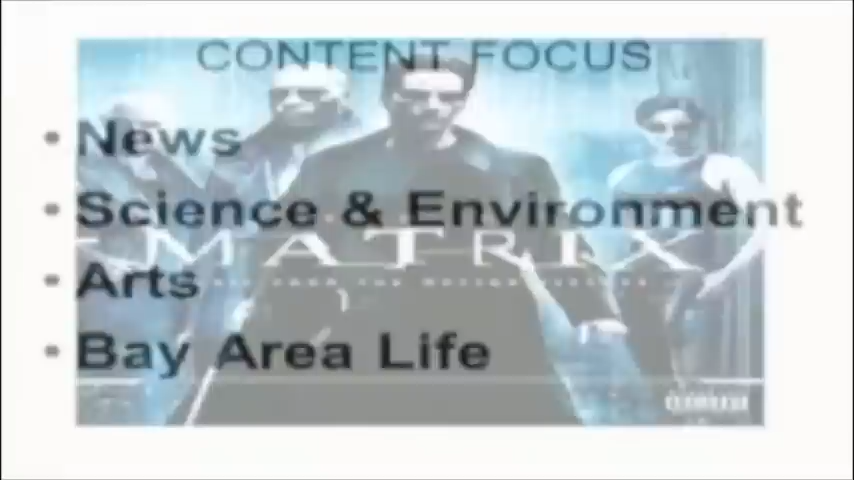 CONTENT FOCUS
• News
• Science & Environment
MATRIX
• Arts
• Bay Area Life